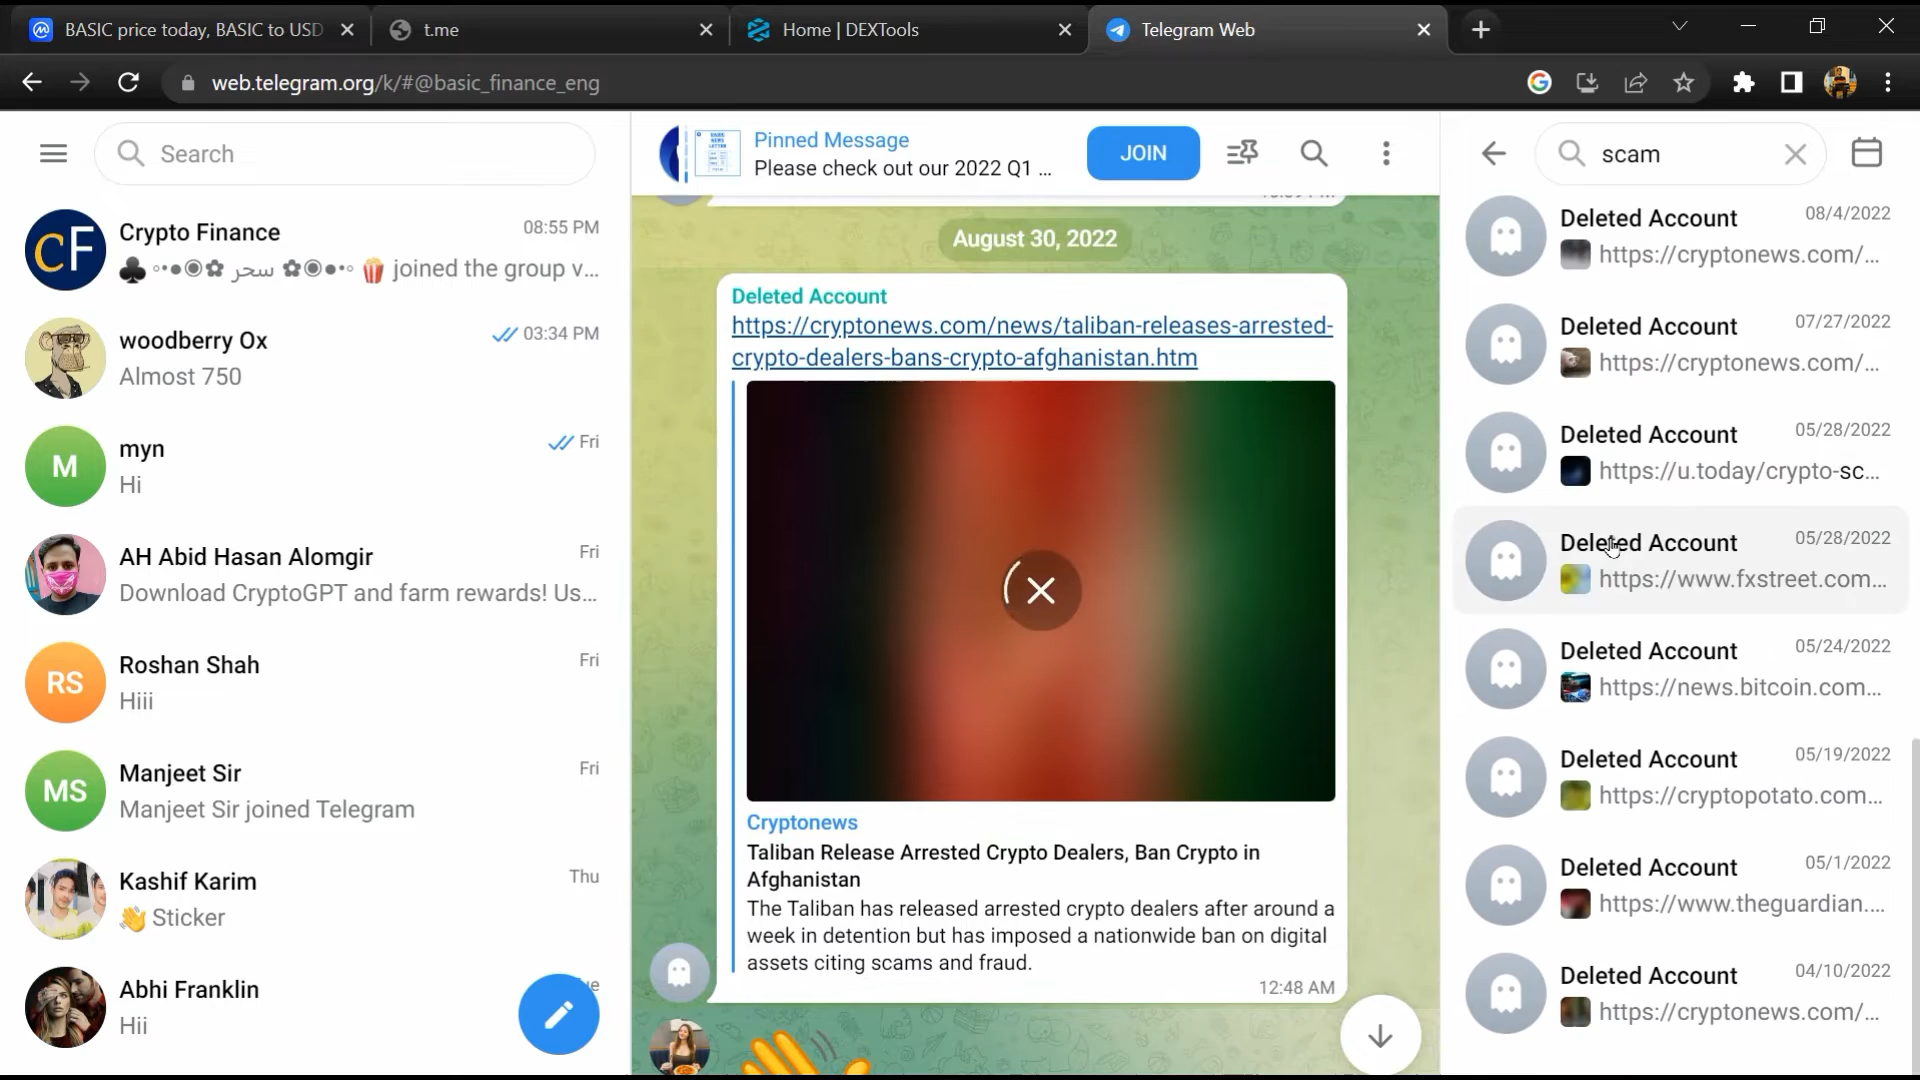 BASIC price today, BASIC to USD
t.me
Home | DEXTools
Telegram Web
web.telegram.org/k/#@basic_finance_eng
Search
Crypto Finance
08:55 PM
joined the group v...
woodberry Ox
03:34 PM
Almost 750
M
myn
Fri
Hi
AH Abid Hasan Alomgir
Fri
Download CryptoGPT and farm rewards! Us...
RS
Roshan Shah
Fri
Hiii
MS
Manjeet Sir
Fri
Manjeet Sir joined Telegram
Kashif Karim
Thu
👋 Sticker
Abhi Franklin
Hii
Pinned Message
Please check out our 2022 Q1 ...
JOIN
August 30, 2022
Deleted Account
https://cryptonews.com/news/taliban-releases-arrested-
crypto-dealers-bans-crypto-afghanistan.htm
Cryptonews
Taliban Release Arrested Crypto Dealers, Ban Crypto in
Afghanistan
The Taliban has released arrested crypto dealers after around a
week in detention but has imposed a nationwide ban on digital
assets citing scams and fraud.
12:48 AM
scam
Deleted Account
08/4/2022
https://cryptonews.com/...
Deleted Account
07/27/2022
https://cryptonews.com/...
Deleted Account
05/28/2022
https://u.today/crypto-sc...
Deleted Account
05/28/2022
https://www.fxstreet.com...
Deleted Account
05/24/2022
https://news.bitcoin.com...
Deleted Account
05/19/2022
https://cryptopotato.com...
Deleted Account
05/1/2022
https://www.theguardian....
Deleted Account
04/10/2022
https://cryptonews.com/...